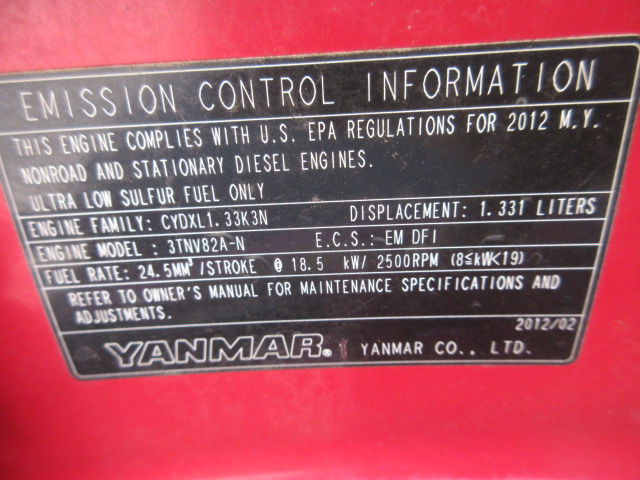 EMISSION CONTROL INFORMATION
THIS ENGINE COMPLIES WITH U.S. EPA REGULATIONS FOR 2012 M.Y.
NONROAD AND STATIONARY DIESEL ENGINES.
ULTRA LOW SULFUR FUEL ONLY
ENGINE FAMILY: CYDXL1.33K3N DISPLACEMENT: 1.331 LITERS
ENGINE MODEL : 3TNV82A-N E.C.S.: EM DFI
FUEL RATE: 24.5MM³/STROKE @ 18.5 kW/ 2500RPM (8≦kW<19)
REFER TO OWNER'S MANUAL FOR MAINTENANCE SPECIFICATIONS AND
ADJUSTMENTS.
2012/02
YANMAR® YANMAR CO., LTD.